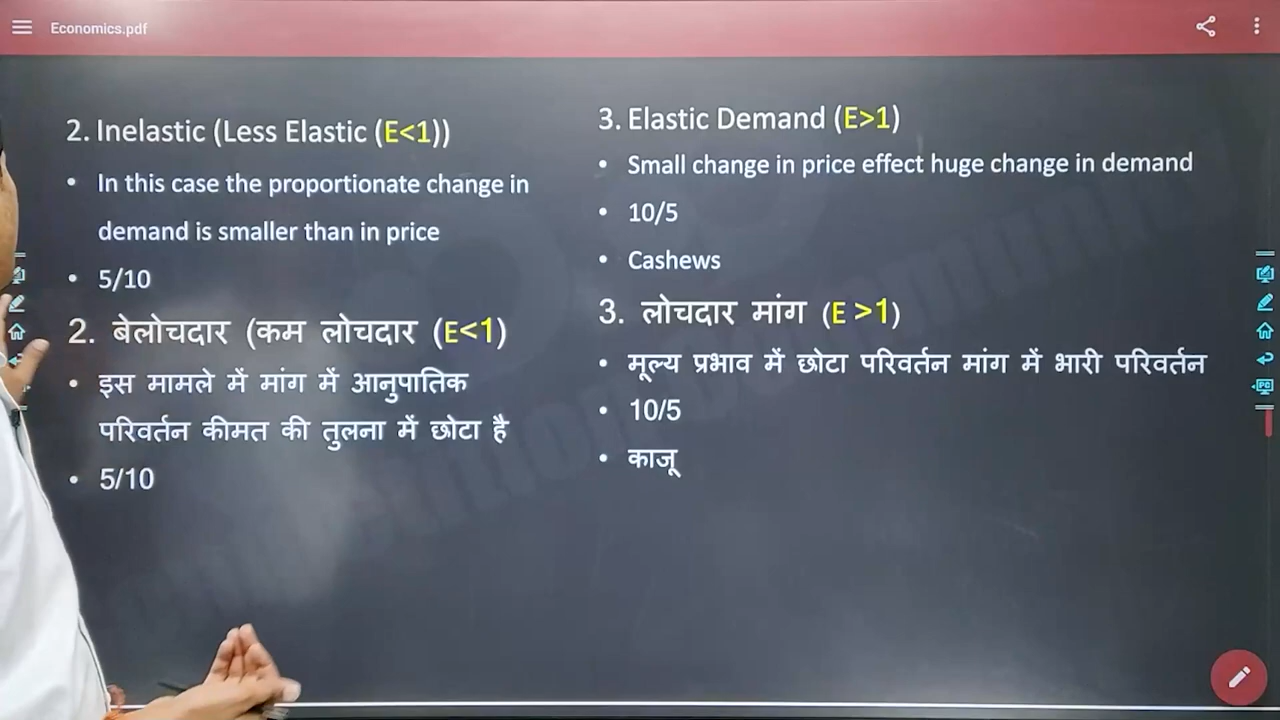 Economics.pdf
2. Inelastic (Less Elastic (E<1))
• In this case the proportionate change in
demand is smaller than in price
• 5/10
2. बेलोचदार (कम लोचदार (E<1)
• इस मामले में मांग में आनुपातिक
परिवर्तन कीमत की तुलना में छोटा है
• 5/10
3. Elastic Demand (E>1)
• Small change in price effect huge change in demand
• 10/5
• Cashews
3. लोचदार मांग (E >1)
• मूल्य प्रभाव में छोटा परिवर्तन मांग में भारी परिवर्तन
• 10/5
• काजू
PC